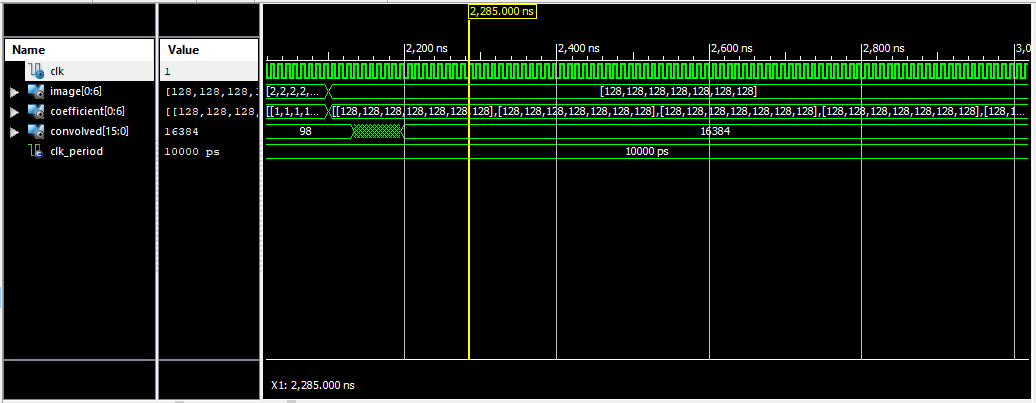 2,285.000 ns
Name Value 2,200 ns 2,400 ns 2,600 ns 2,800 ns 3,0
clk 1
image[0:6] [128,128,128,1 [2,2,2,2,... [128,128,128,128,128,128,128]
coefficient[0:6] [[128,128,128, [[1,1,1,1... [[128,128,128,128,128,128,128],[128,128,128,128,128,128,128],[128,128,128,128,128,128,128],[128,128,128,128,128,128,128],[128,1...
convolved[15:0] 16384 98 16384
clk_period 10000 ps 10000 ps
X1: 2,285.000 ns